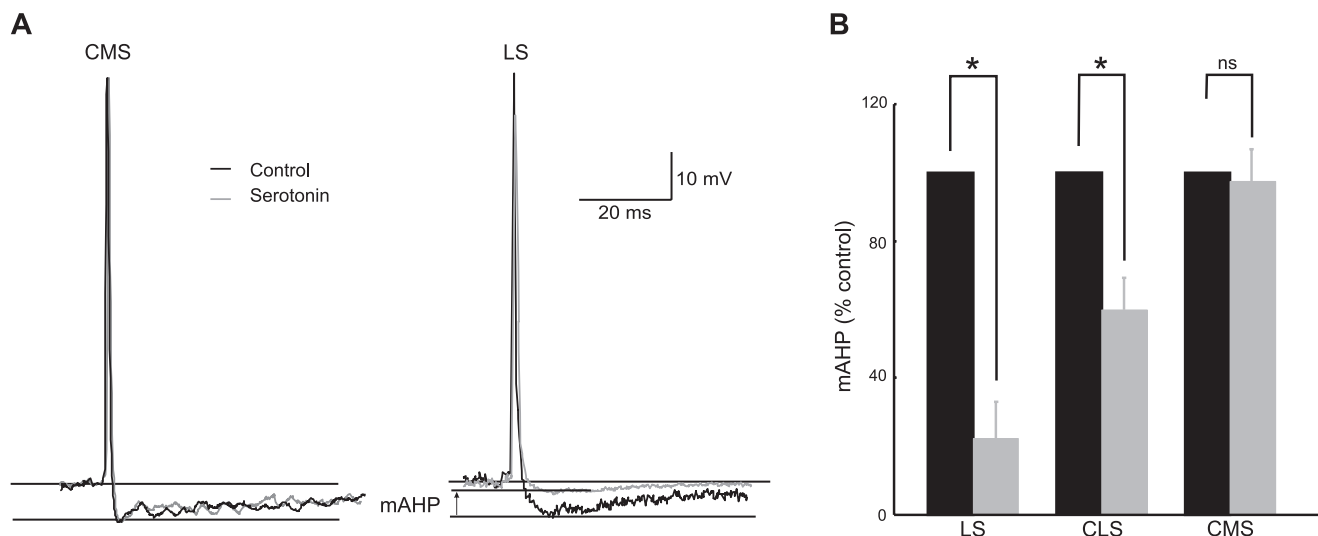 A
CMS
LS
Control
Serotonin
10 mV
20 ms
mAHP
B
*
*
ns
mAHP (% control)
120
80
40
0
LS
CLS
CMS